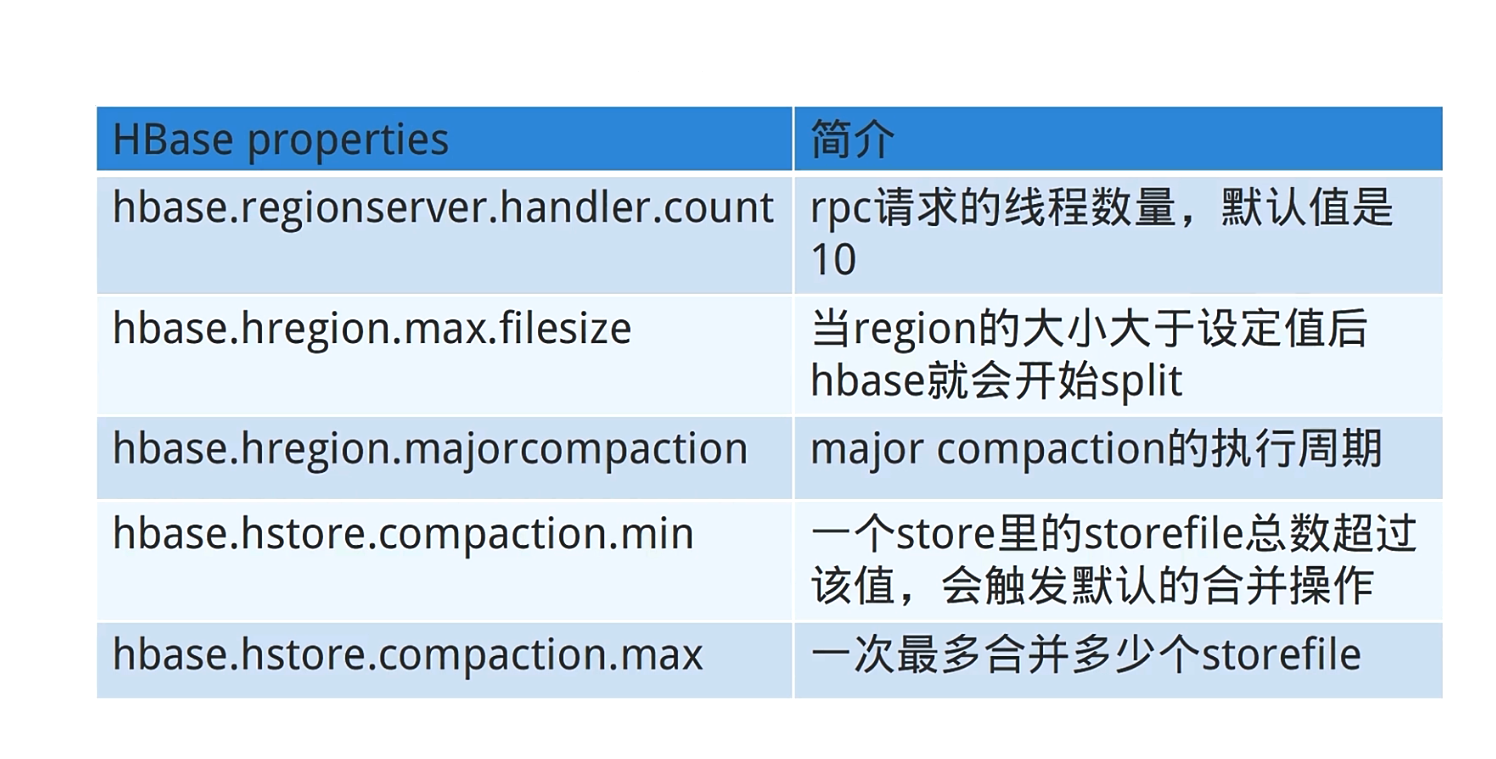 HBase properties
简介
hbase.regionserver.handler.count
rpc请求的线程数量，默认值是
10
hbase.hregion.max.filesize
当region的大小大于设定值后
hbase就会开始split
hbase.hregion.majorcompaction
major compaction的执行周期
hbase.hstore.compaction.min
一个store里的storefile总数超过
该值，会触发默认的合并操作
hbase.hstore.compaction.max
一次最多合并多少个storefile